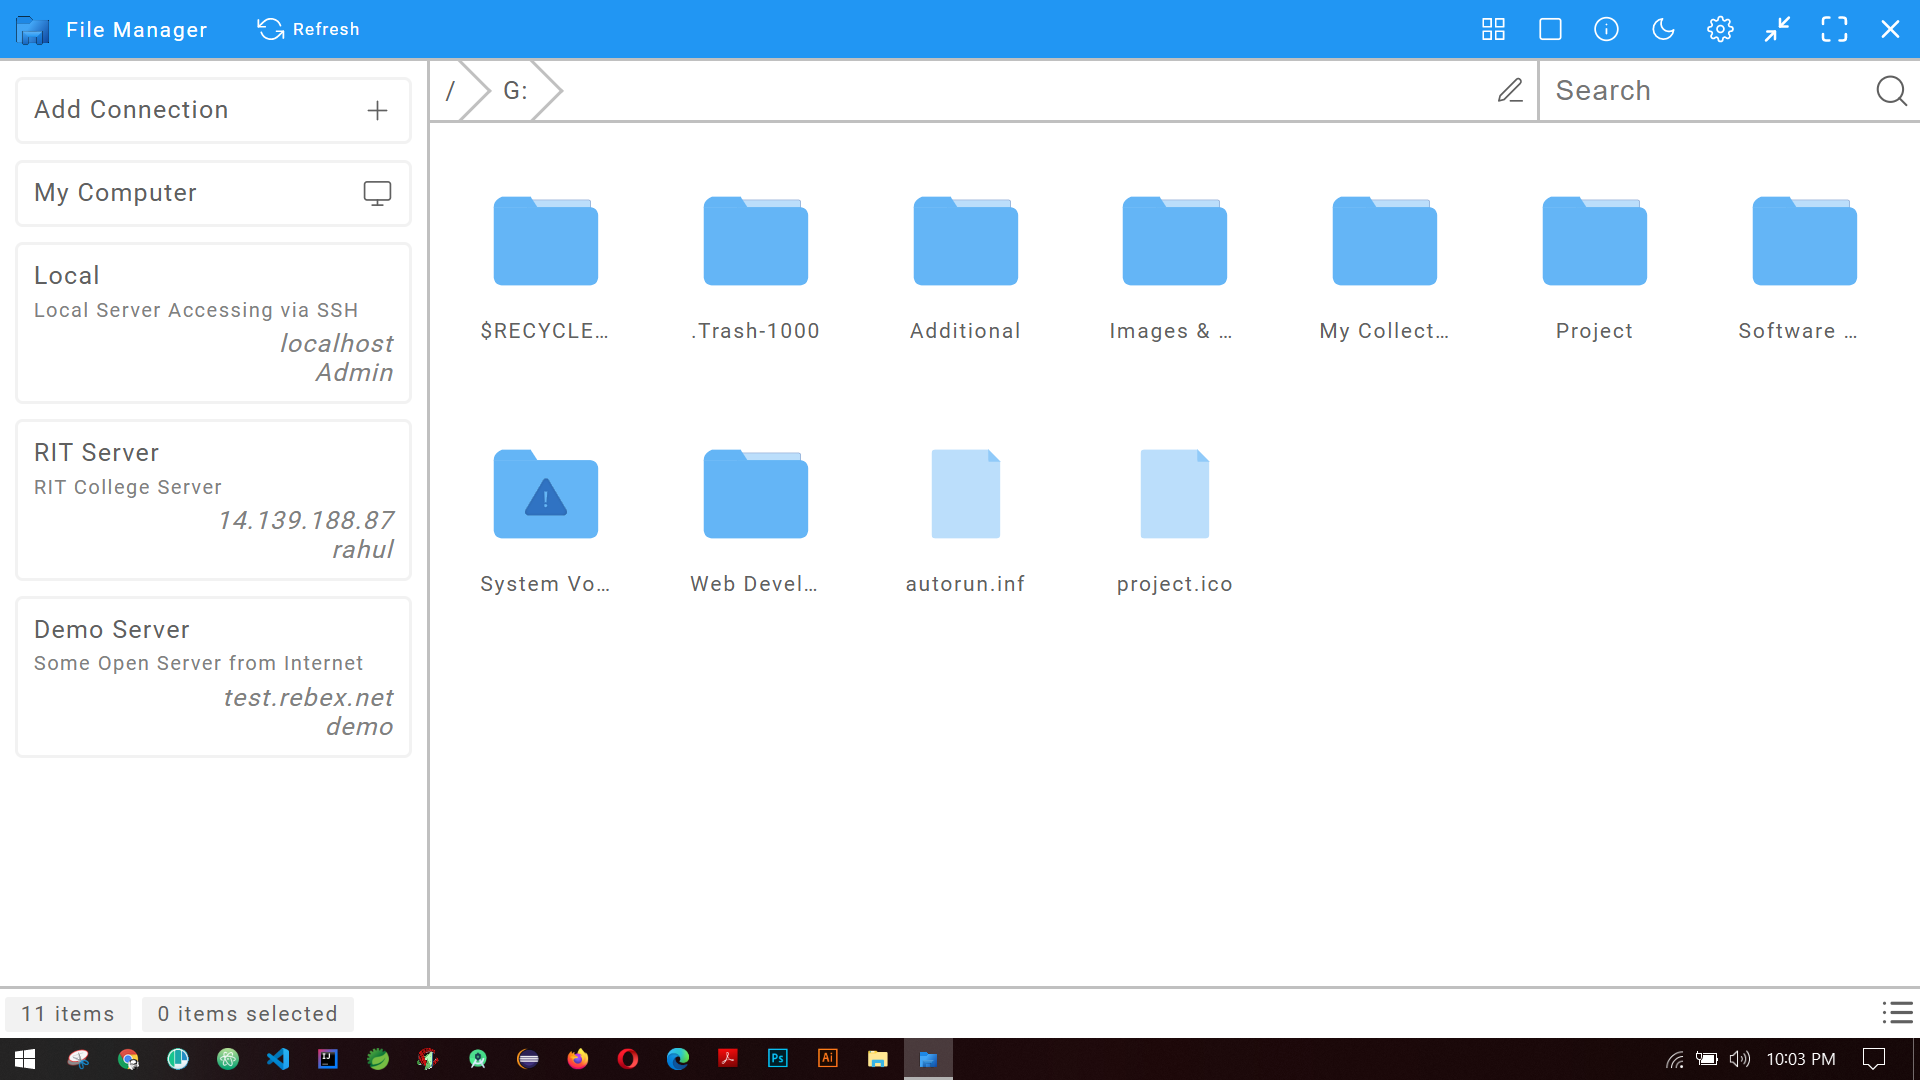 File Manager
Refresh
Add Connection
My Computer
Local
Local Server Accessing via SSH
localhost
Admin
RIT Server
RIT College Server
14.139.188.87
rahul
Demo Server
Some Open Server from Internet
test.rebex.net
demo
/ G:
Search
$RECYCLE... .Trash-1000 Additional Images & ... My Collect... Project Software ...
System Vo... Web Devel... autorun.inf project.ico
11 items 0 items selected
IJ Ps Ai 10:03 PM